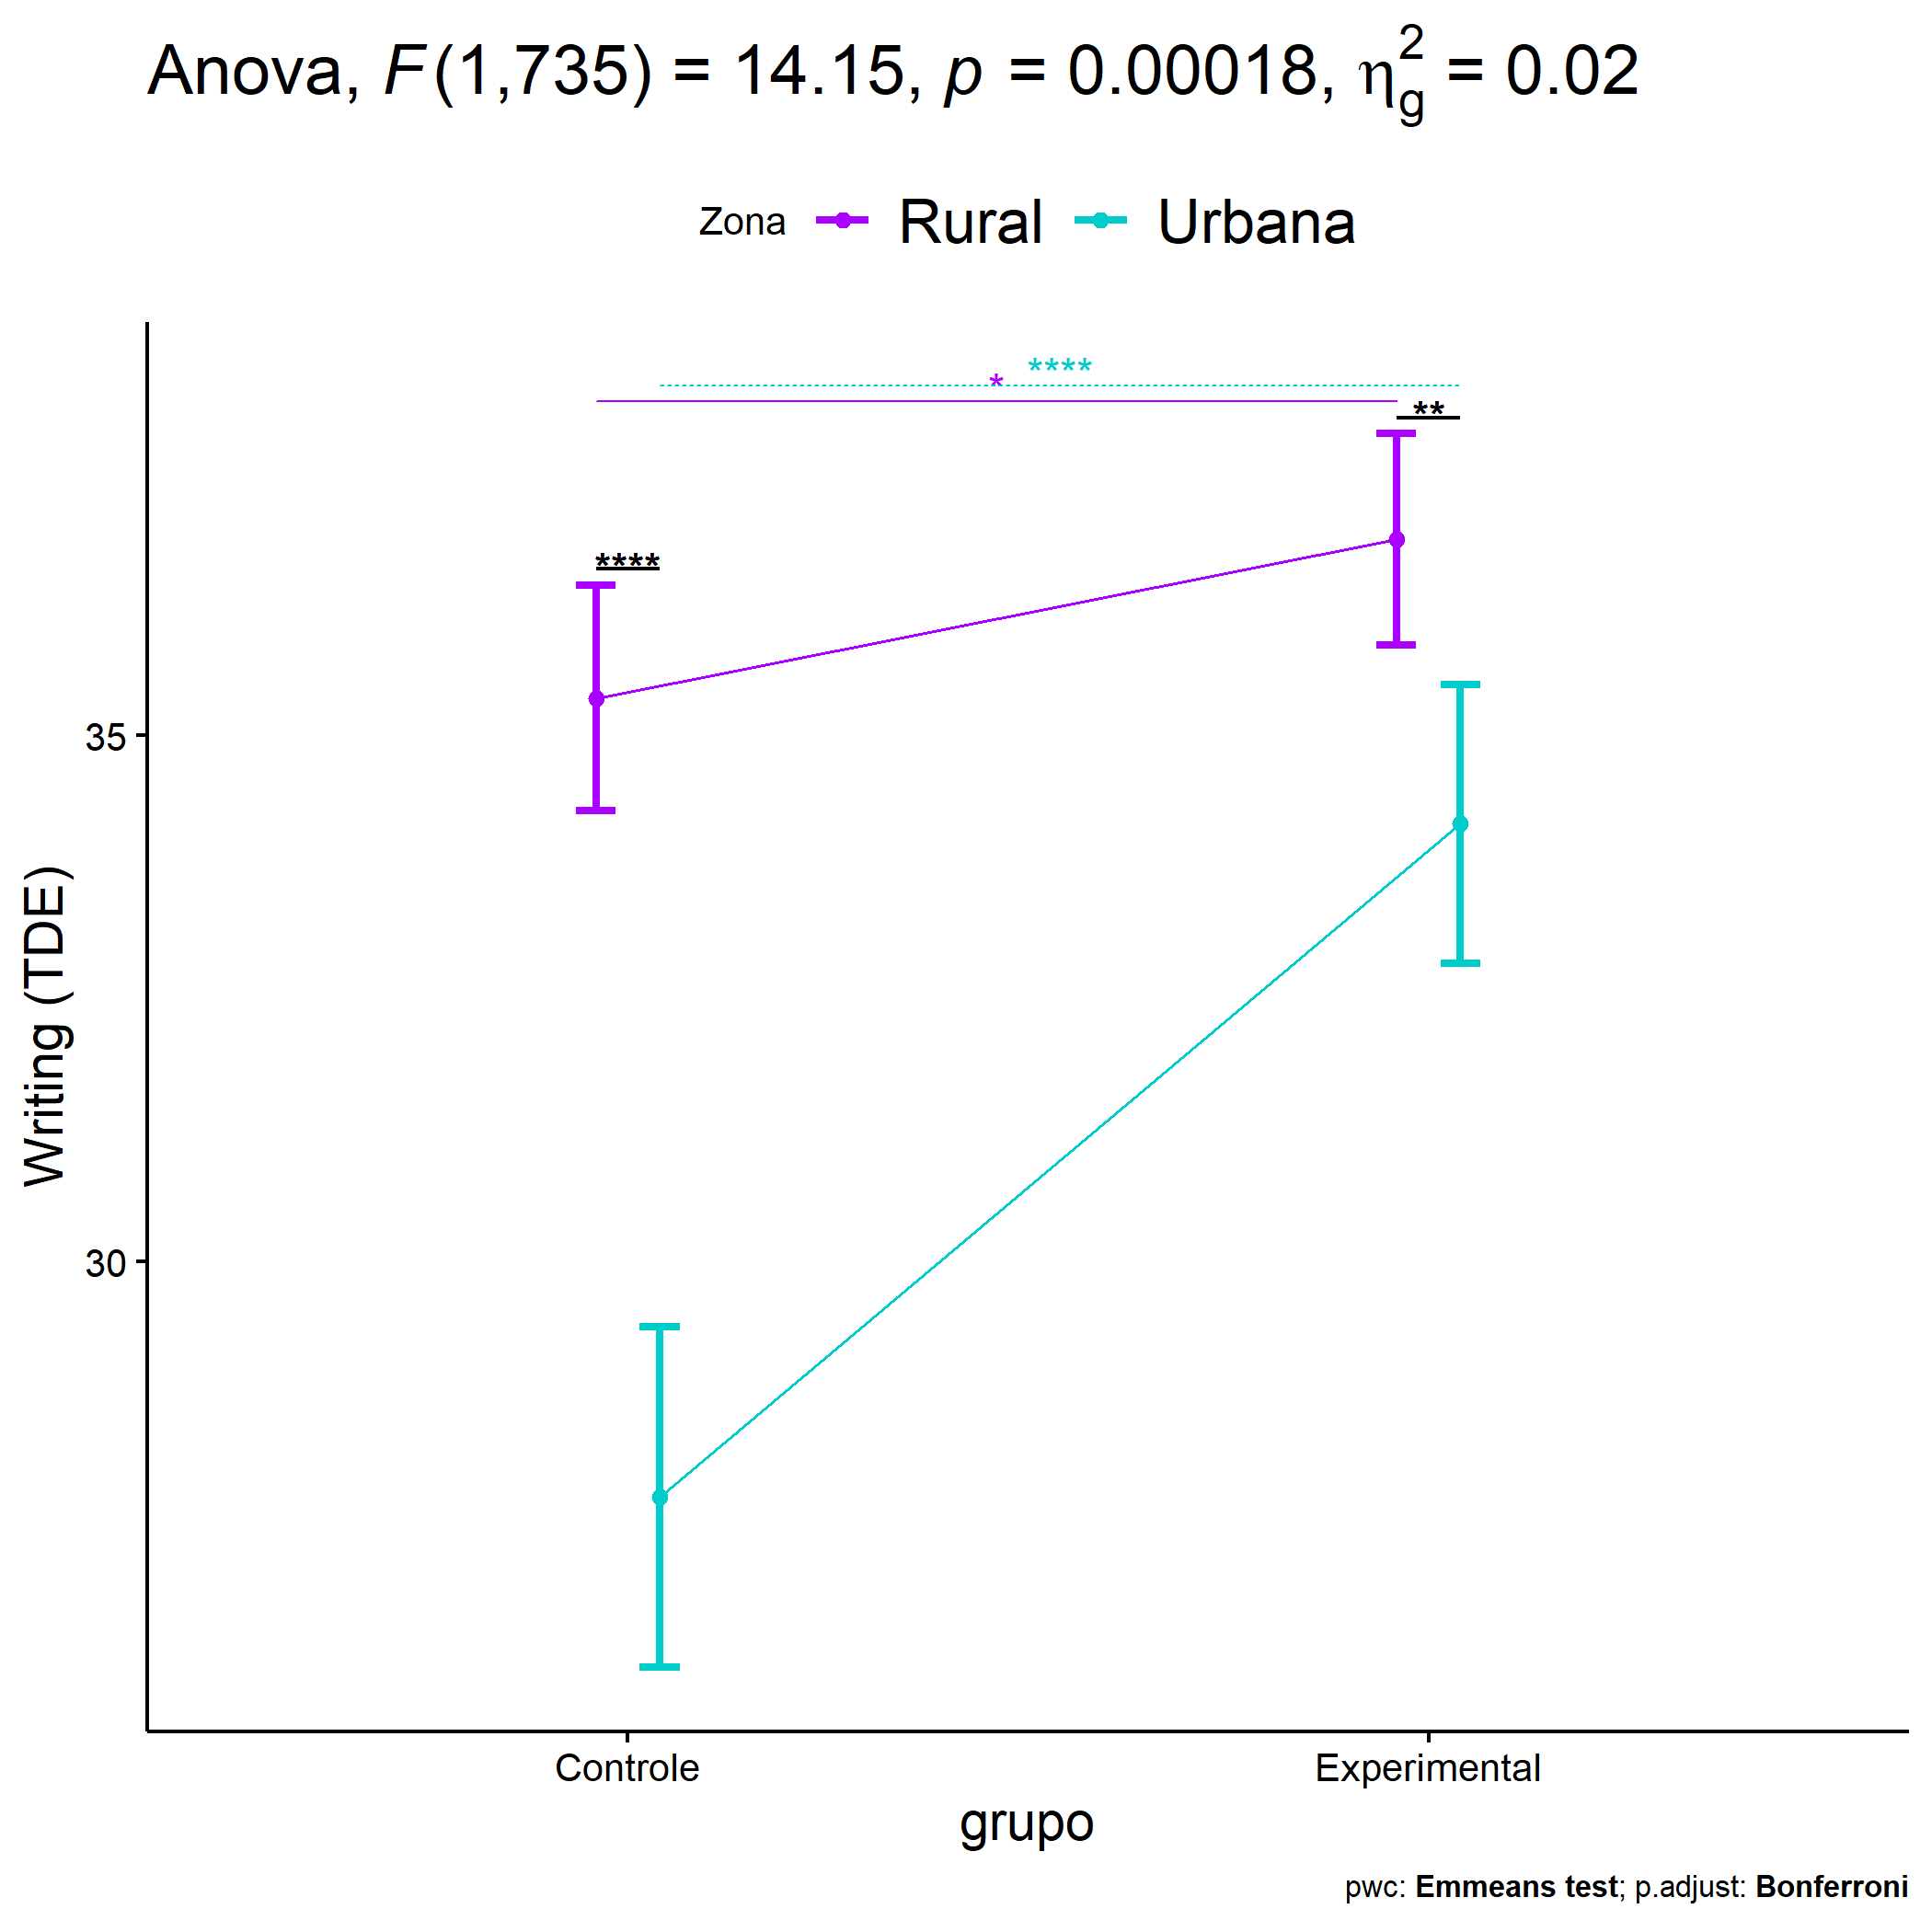 Anova, F(1,735) = 14.15, p = 0.00018, η²g = 0.02
Zona Rural Urbana
****
*
**
****
35
30
Writing (TDE)
Controle Experimental
grupo
pwc: Emmeans test; p.adjust: Bonferroni